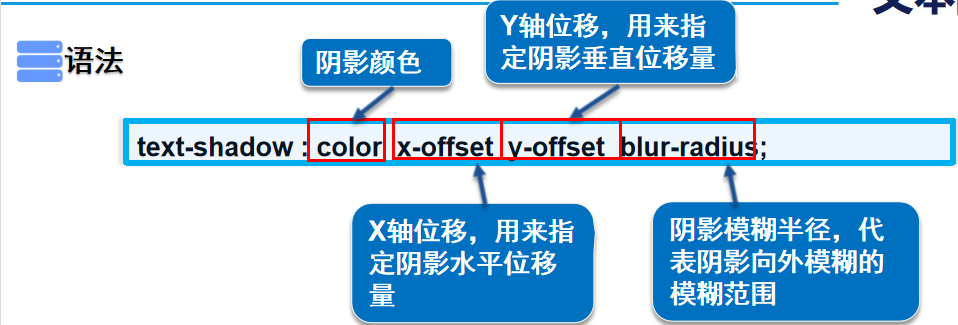 语法
阴影颜色
Y轴位移，用来指
定阴影垂直位移量
text-shadow : color x-offset y-offset blur-radius;
X轴位移，用来指
定阴影水平位移
量
阴影模糊半径，代
表阴影向外模糊的
模糊范围